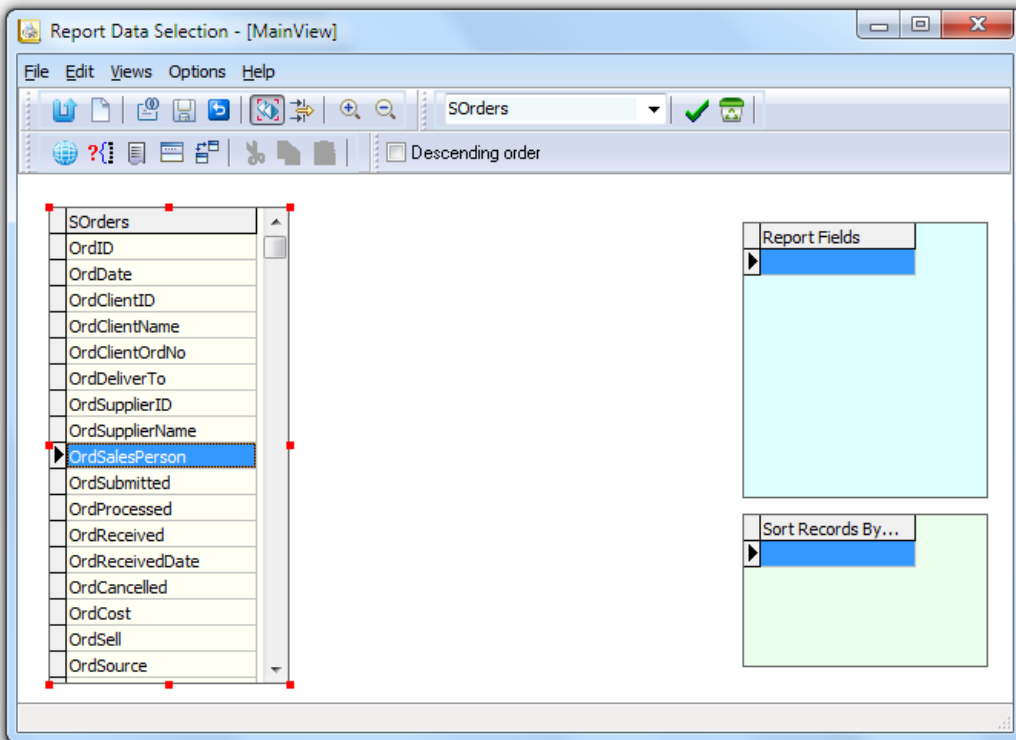 Report Data Selection - [MainView]
File Edit Views Options Help
SOrders
Descending order
SOrders
OrdID
OrdDate
OrdClientID
OrdClientName
OrdClientOrdNo
OrdDeliverTo
OrdSupplierID
OrdSupplierName
OrdSalesPerson
OrdSubmitted
OrdProcessed
OrdReceived
OrdReceivedDate
OrdCancelled
OrdCost
OrdSell
OrdSource
Report Fields
Sort Records By...